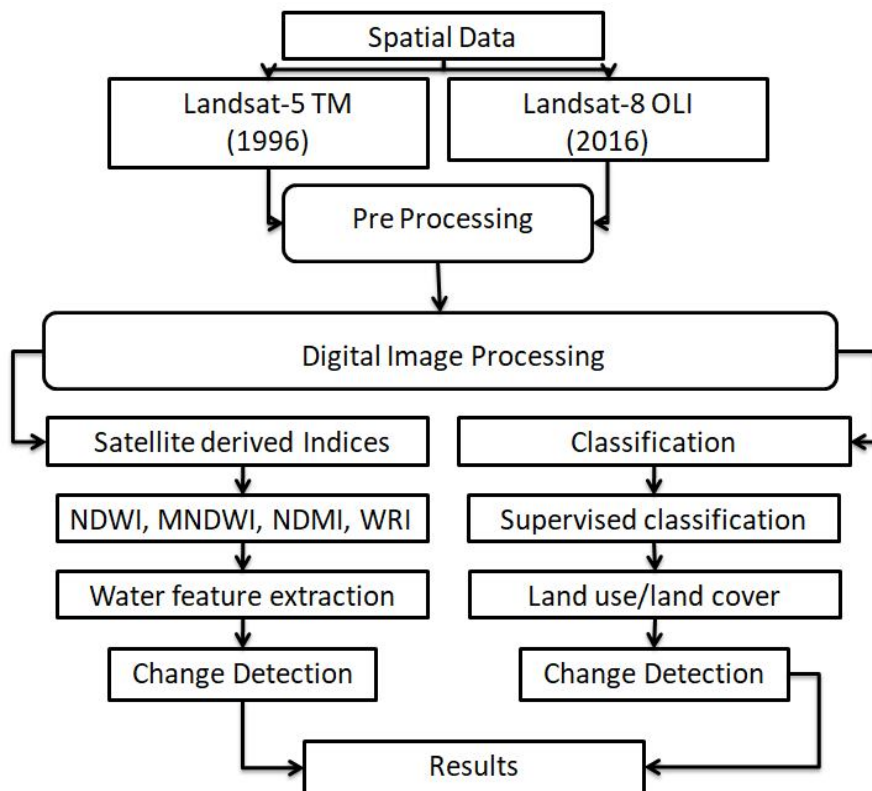 Spatial Data
Landsat-5 TM
(1996)
Landsat-8 OLI
(2016)
Pre Processing
Digital Image Processing
Satellite derived Indices
Classification
NDWI, MNDWI, NDMI, WRI
Supervised classification
Water feature extraction
Land use/land cover
Change Detection
Change Detection
Results